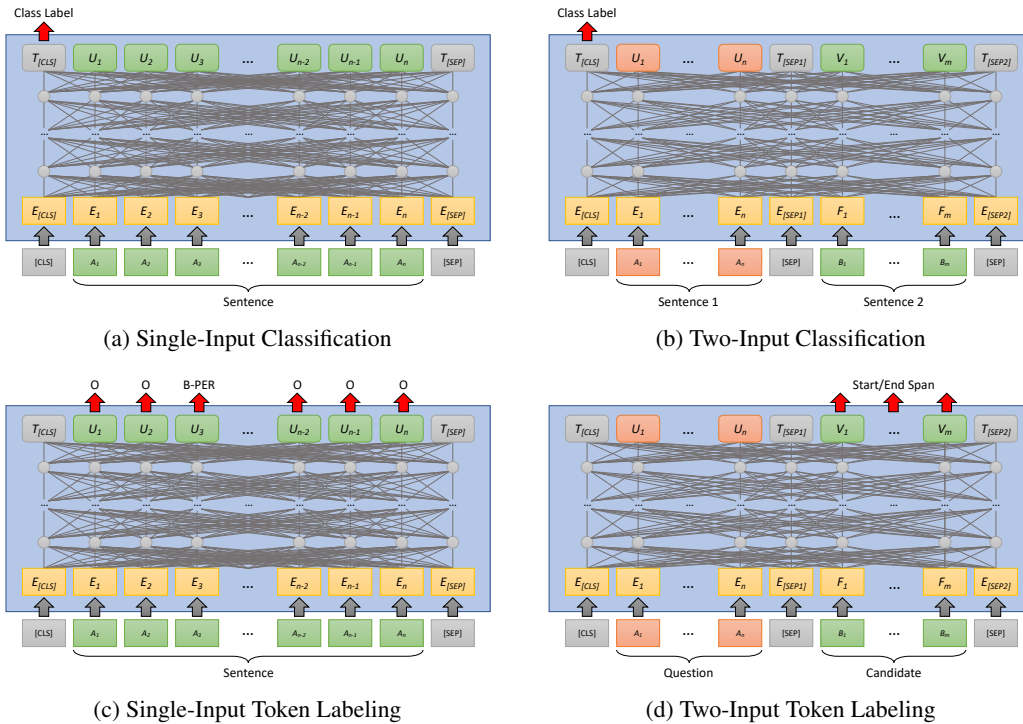 Class Label
T[CLS] U1 U2 U3 ... Un-2 Un-1 Un T[SEP]
... ... ... ... ... ... ... ... ...
E[CLS] E1 E2 E3 ... En-2 En-1 En E[SEP]
[CLS] A1 A2 A3 ... An-2 An-1 An [SEP]
Sentence
(a) Single-Input Classification
Class Label
T[CLS] U1 ... Un T[SEP1] V1 ... Vm T[SEP2]
... ... ... ... ... ... ... ...
E[CLS] E1 ... En E[SEP1] F1 ... Fm E[SEP2]
[CLS] A1 ... An [SEP] B1 ... Bm [SEP]
Sentence 1 Sentence 2
(b) Two-Input Classification
O O B-PER O O O
T[CLS] U1 U2 U3 ... Un-2 Un-1 Un T[SEP]
... ... ... ... ... ... ... ... ...
E[CLS] E1 E2 E3 ... En-2 En-1 En E[SEP]
[CLS] A1 A2 A3 ... An-2 An-1 An [SEP]
Sentence
(c) Single-Input Token Labeling
Start/End Span
T[CLS] U1 ... Un T[SEP1] V1 ... Vm T[SEP2]
... ... ... ... ... ... ... ...
E[CLS] E1 ... En E[SEP1] F1 ... Fm E[SEP2]
[CLS] A1 ... An [SEP] B1 ... Bm [SEP]
Question Candidate
(d) Two-Input Token Labeling